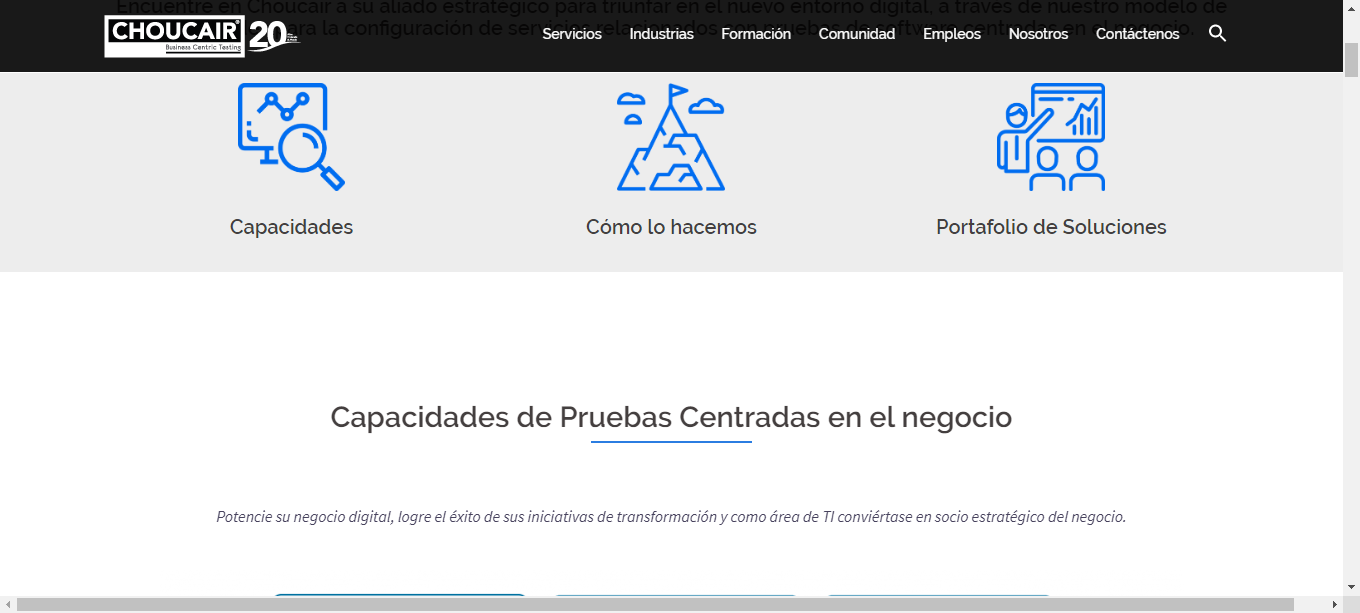 Encuentre en Choucair a su aliado estratégico para triunfar en el nuevo entorno digital, a través de nuestro modelo de
para la configuración de servicios relacionados con pruebas de software centradas en el negocio.
CHOUCAIR
Business Centric Testing
20
Servicios Industrias Formación Comunidad Empleos Nosotros Contáctenos
Capacidades Cómo lo hacemos Portafolio de Soluciones
Capacidades de Pruebas Centradas en el negocio
Potencie su negocio digital, logre el éxito de sus iniciativas de transformación y como área de TI conviértase en socio estratégico del negocio.